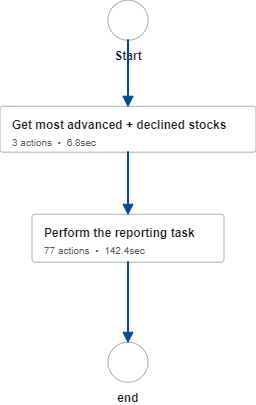 Start
Get most advanced + declined stocks
3 actions • 6.8sec
Perform the reporting task
77 actions • 142.4sec
end